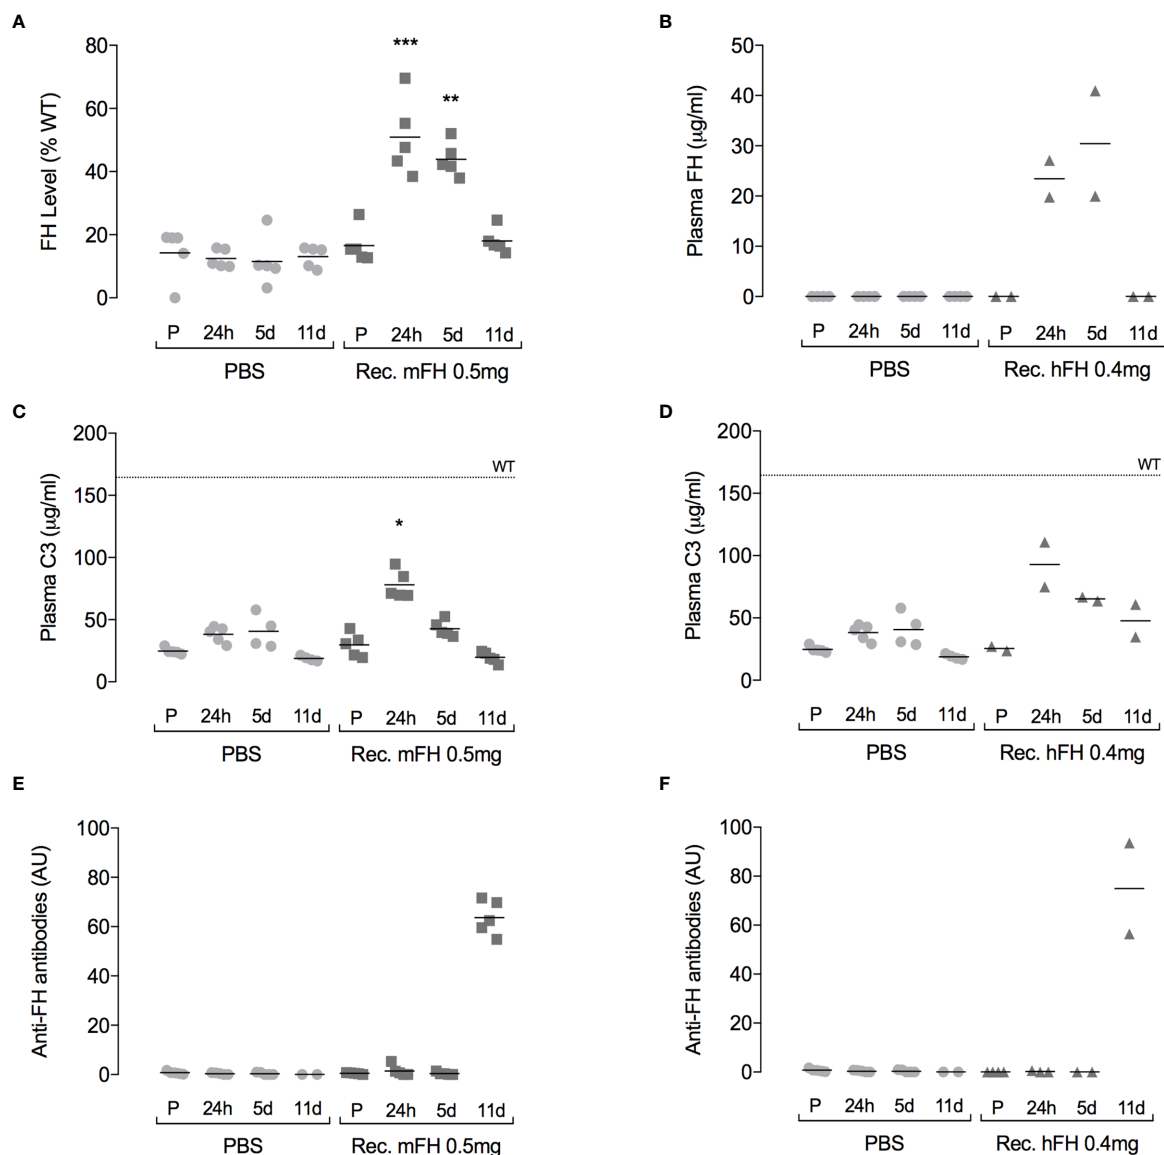 A
FH Level (% WT)
80
60
40
20
0
***
**
P 24h 5d 11d P 24h 5d 11d
PBS Rec. mFH 0.5mg
B
Plasma FH (µg/ml)
50
40
30
20
10
0
P 24h 5d 11d P 24h 5d 11d
PBS Rec. hFH 0.4mg
C
Plasma C3 (µg/ml)
200
150
100
50
0
WT
*
P 24h 5d 11d P 24h 5d 11d
PBS Rec. mFH 0.5mg
D
Plasma C3 (µg/ml)
200
150
100
50
0
WT
P 24h 5d 11d P 24h 5d 11d
PBS Rec. hFH 0.4mg
E
Anti-FH antibodies (AU)
100
80
60
40
20
0
P 24h 5d 11d P 24h 5d 11d
PBS Rec. mFH 0.5mg
F
Anti-FH antibodies (AU)
100
80
60
40
20
0
P 24h 5d 11d P 24h 5d 11d
PBS Rec. hFH 0.4mg